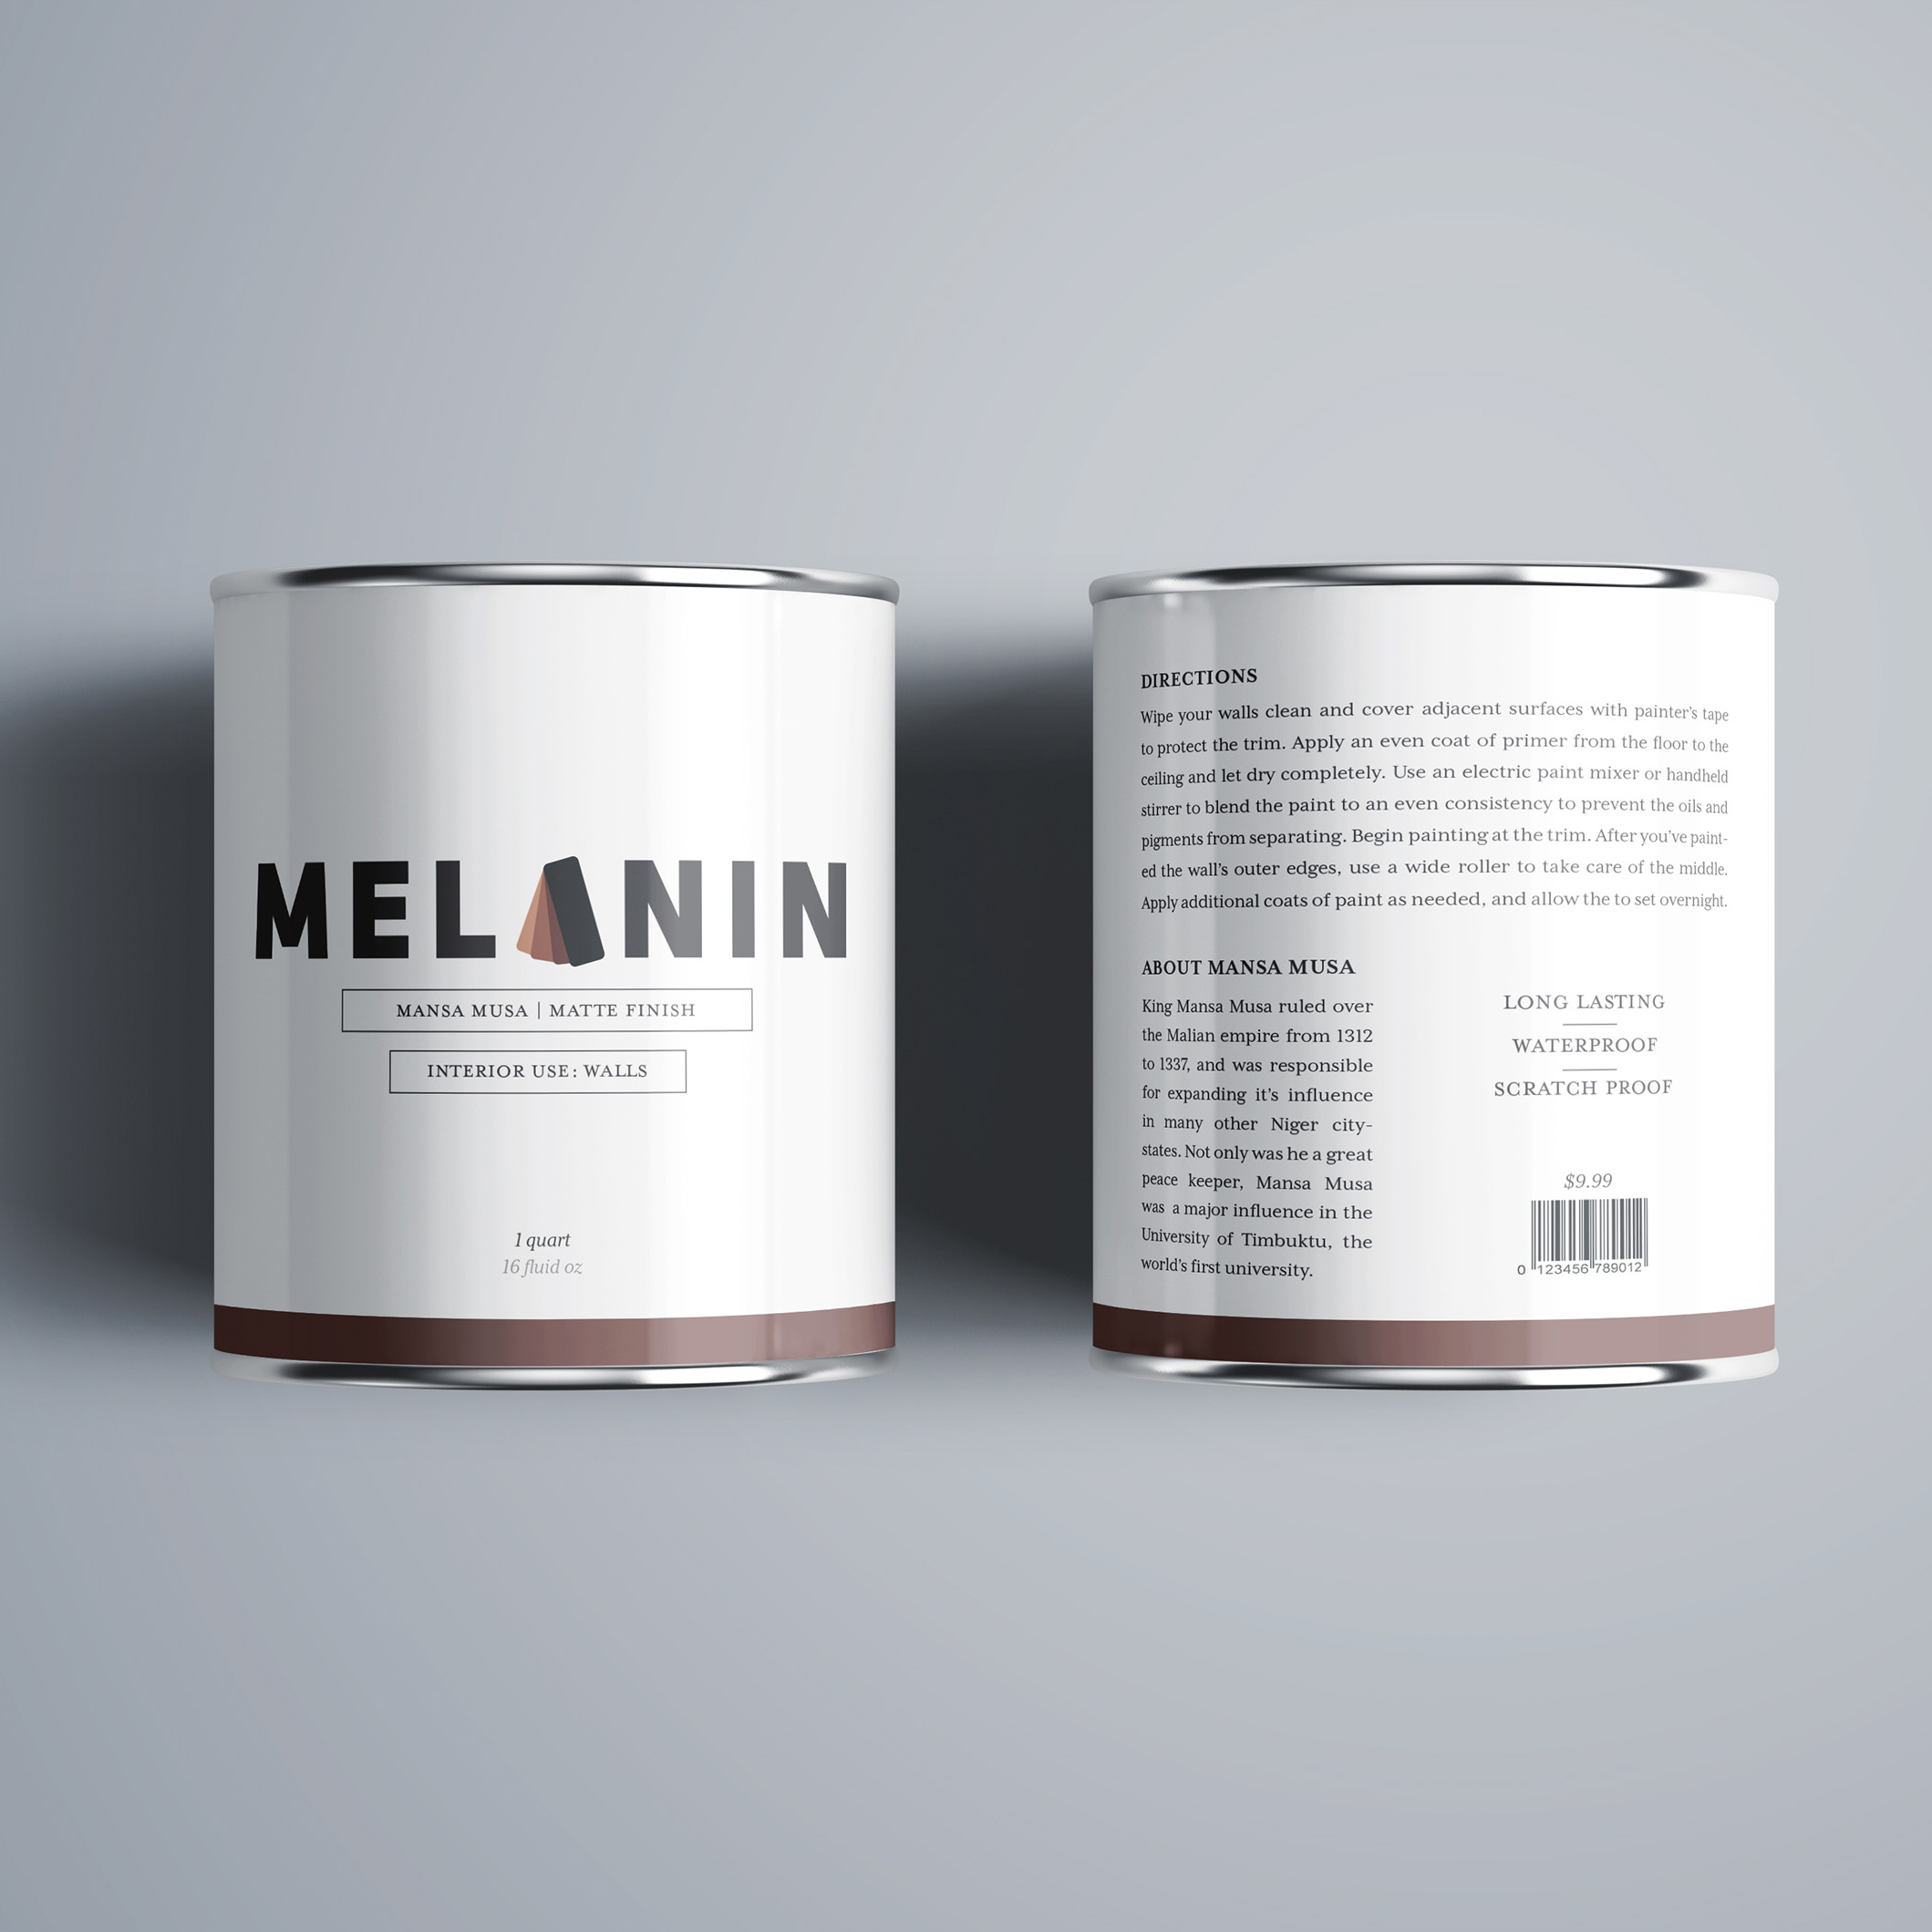 MELANIN
MANSA MUSA | MATTE FINISH
INTERIOR USE: WALLS
1 quart
16 fluid oz
DIRECTIONS
Wipe your walls clean and cover adjacent surfaces with painter's tape
to protect the trim. Apply an even coat of primer from the floor to the
ceiling and let dry completely. Use an electric paint mixer or handheld
stirrer to blend the paint to an even consistency to prevent the oils and
pigments from separating. Begin painting at the trim. After you've paint-
ed the wall's outer edges, use a wide roller to take care of the middle.
Apply additional coats of paint as needed, and allow the to set overnight.
ABOUT MANSA MUSA
King Mansa Musa ruled over
the Malian empire from 1312
to 1337, and was responsible
for expanding it's influence
in many other Niger city-
states. Not only was he a great
peace keeper, Mansa Musa
was a major influence in the
University of Timbuktu, the
world's first university.
LONG LASTING
WATERPROOF
SCRATCH PROOF
$9.99
0 123456 789012